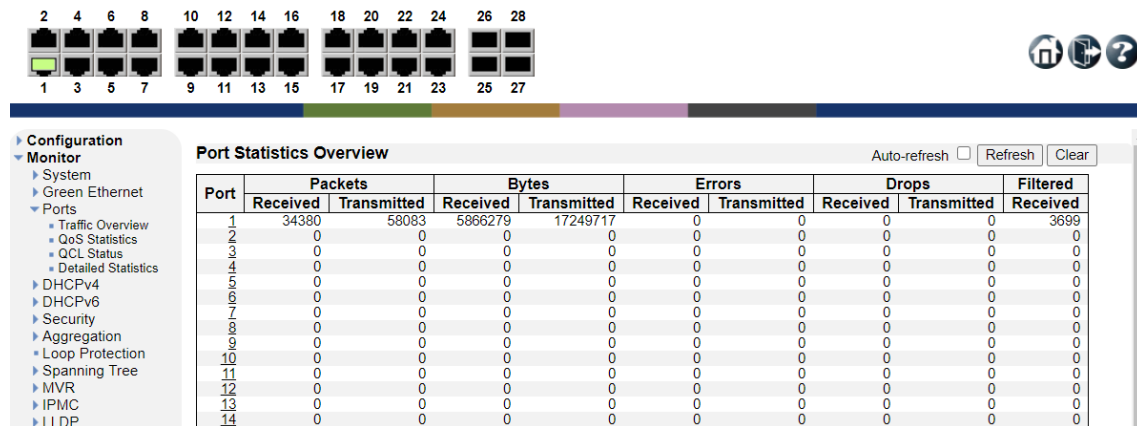 2 4 6 8 10 12 14 16 18 20 22 24 26 28
1 3 5 7 9 11 13 15 17 19 21 23 25 27
?
Configuration
Monitor
System
Green Ethernet
Ports
Traffic Overview
QoS Statistics
QCL Status
Detailed Statistics
DHCPv4
DHCPv6
Security
Aggregation
Loop Protection
Spanning Tree
MVR
IPMC
LLDP
Port Statistics Overview
Auto-refresh Refresh Clear
Port Packets Bytes Errors Drops Filtered
Received Transmitted Received Transmitted Received Transmitted Received Transmitted Received
1 34380 58083 5866279 17249717 0 0 0 0 3699
2 0 0 0 0 0 0 0 0 0
3 0 0 0 0 0 0 0 0 0
4 0 0 0 0 0 0 0 0 0
5 0 0 0 0 0 0 0 0 0
6 0 0 0 0 0 0 0 0 0
7 0 0 0 0 0 0 0 0 0
8 0 0 0 0 0 0 0 0 0
9 0 0 0 0 0 0 0 0 0
10 0 0 0 0 0 0 0 0 0
11 0 0 0 0 0 0 0 0 0
12 0 0 0 0 0 0 0 0 0
13 0 0 0 0 0 0 0 0 0
14 0 0 0 0 0 0 0 0 0